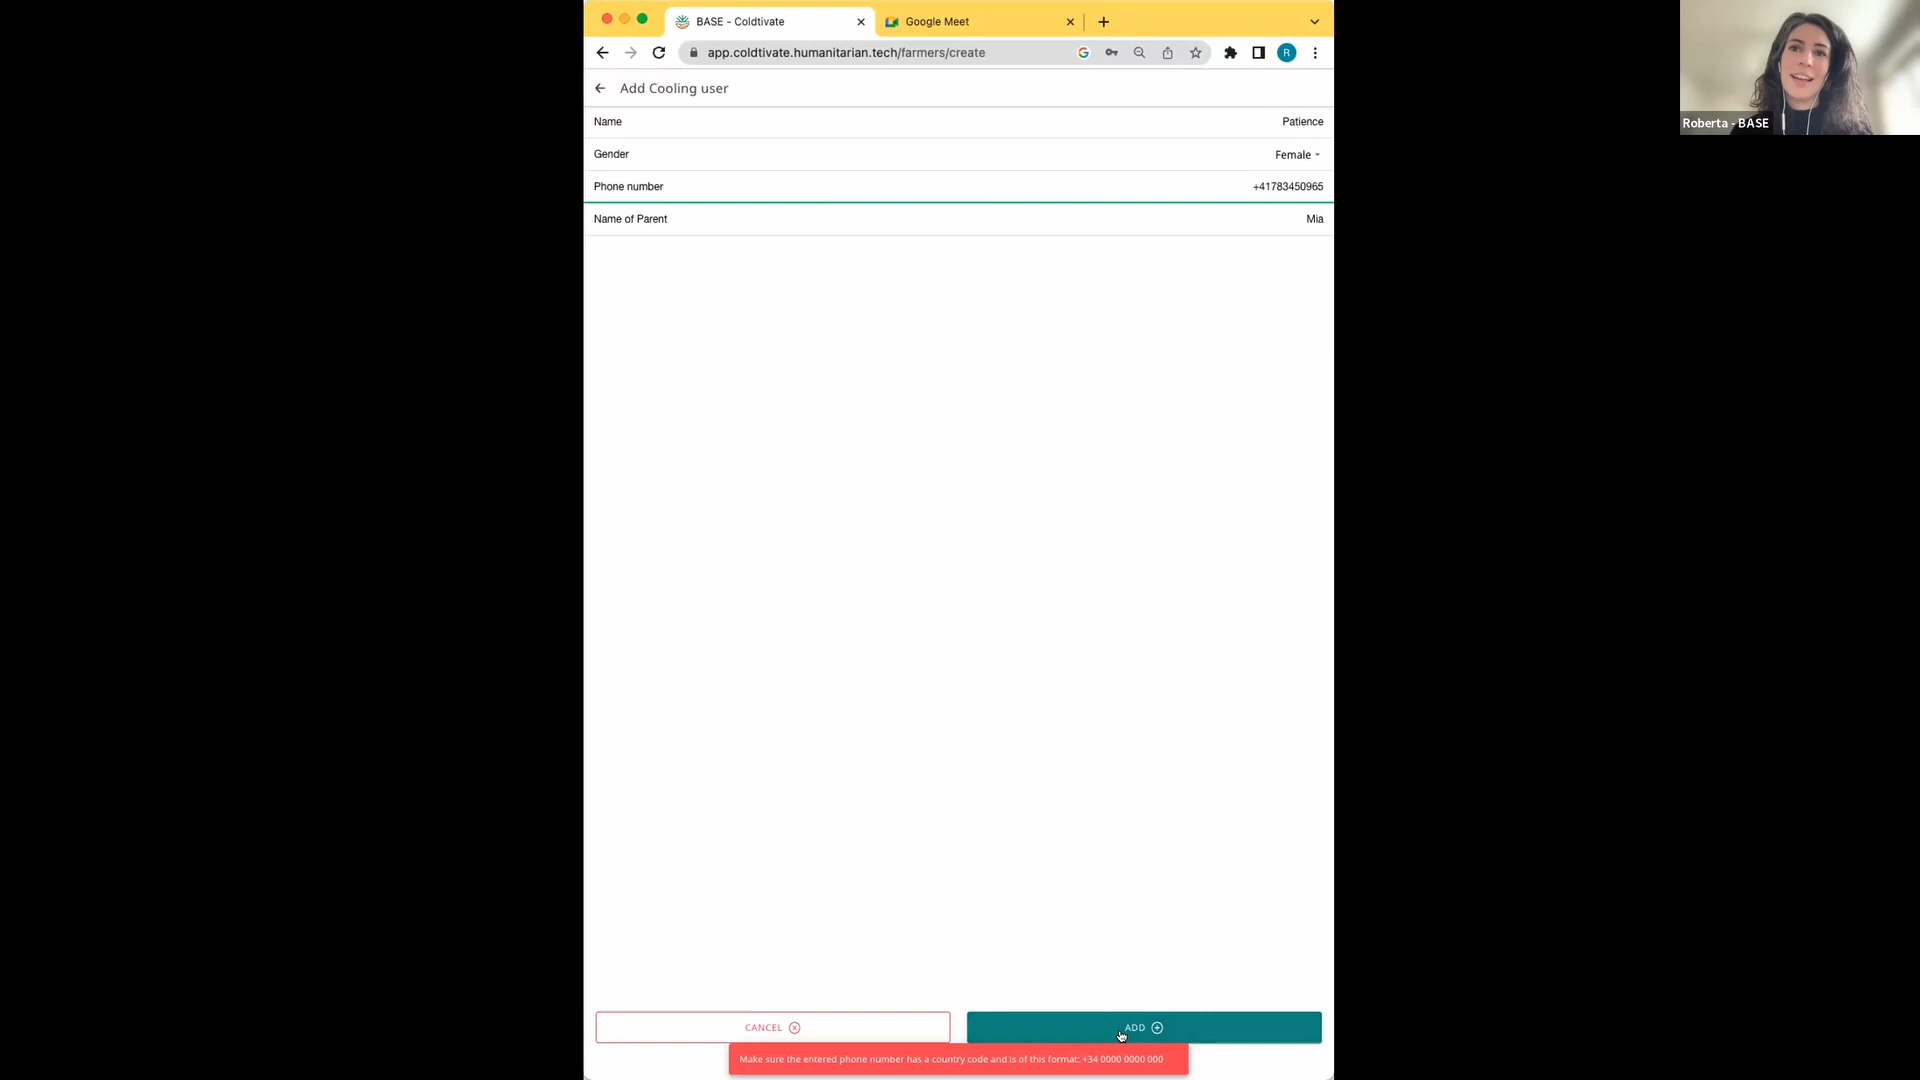 BASE - Coldtivate
Google Meet
app.coldtivate.humanitarian.tech/farmers/create
R
Add Cooling user
Name Patience
Gender Female
Phone number +41783450965
Name of Parent Mia
CANCEL
ADD
Make sure the entered phone number has a country code and is of this format: +34 0000 0000 000
Roberta - BASE